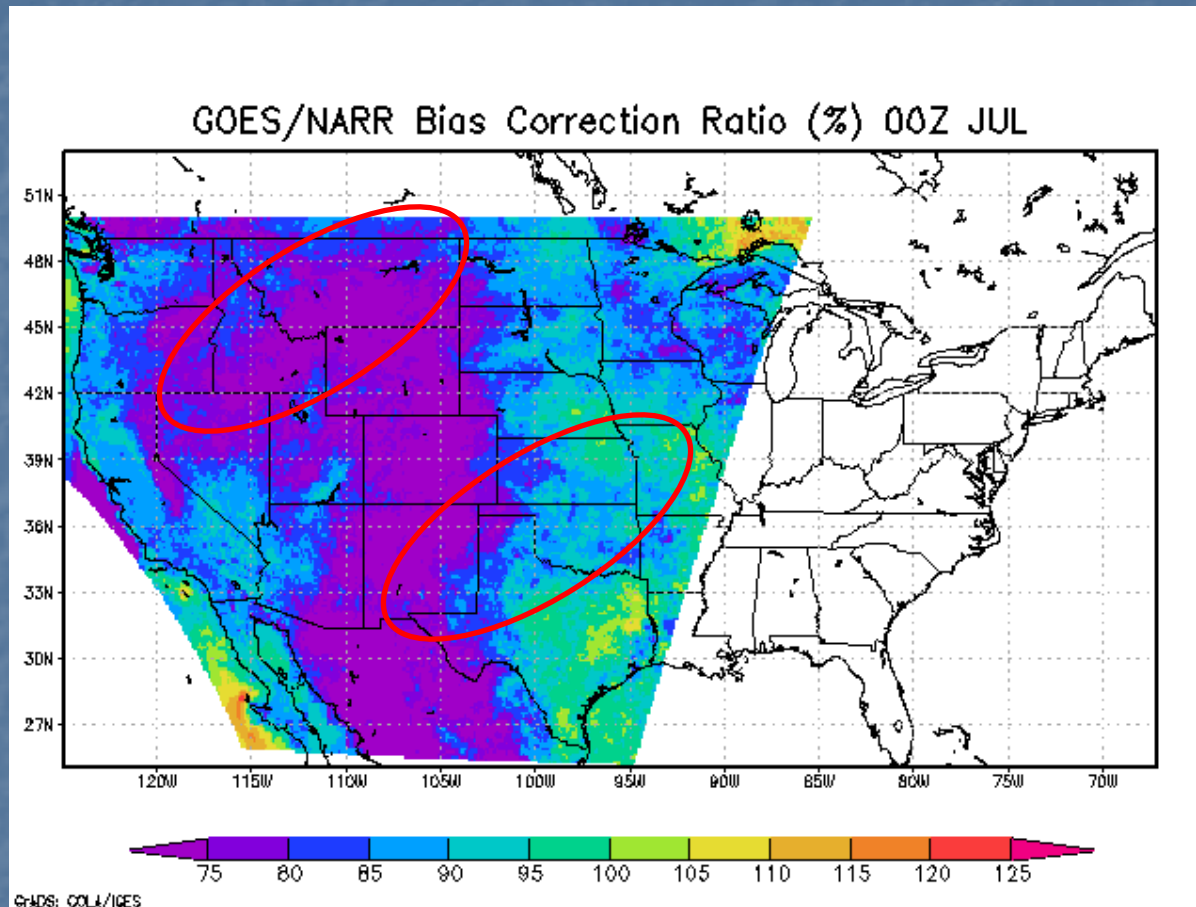 GOES/NARR Bias Correction Ratio (%) 00Z JUL
51N
48N
45N
42N
39N
36N
33N
30N
27N
120W 115W 110W 105W 100W 95W 90W 85W 80W 75W 70W
75 80 85 90 95 100 105 110 115 120 125
GrADS: COLA/IGES